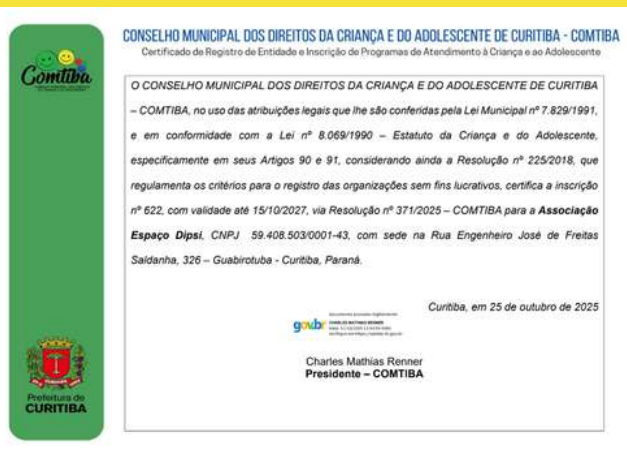 CONSELHO MUNICIPAL DOS DIREITOS DA CRIANÇA E DO ADOLESCENTE DE CURITIBA - COMTIBA
Certificado de Registro de Entidade e Inscrição de Programas de Atendimento à Criança e ao Adolescente
Comtiba
O CONSELHO MUNICIPAL DOS DIREITOS DA CRIANÇA E DO ADOLESCENTE DE CURITIBA
– COMTIBA, no uso das atribuições legais que lhe são conferidas pela Lei Municipal nº 7.829/1991,
e em conformidade com a Lei nº 8.069/1990 – Estatuto da Criança e do Adolescente,
especificamente em seus Artigos 90 e 91, considerando ainda a Resolução nº 225/2018, que
regulamenta os critérios para o registro das organizações sem fins lucrativos, certifica a inscrição
nº 622, com validade até 15/10/2027, via Resolução nº 371/2025 – COMTIBA para a Associação
Espaço Dipsi, CNPJ 59.408.503/0001-43, com sede na Rua Engenheiro José de Freitas
Saldanha, 326 – Guabirotuba - Curitiba, Paraná.
Curitiba, em 25 de outubro de 2025
gov.br
Documento assinado digitalmente
CHARLES MATHIAS RENNER
Charles Mathias Renner
Presidente – COMTIBA
Prefeitura de
CURITIBA